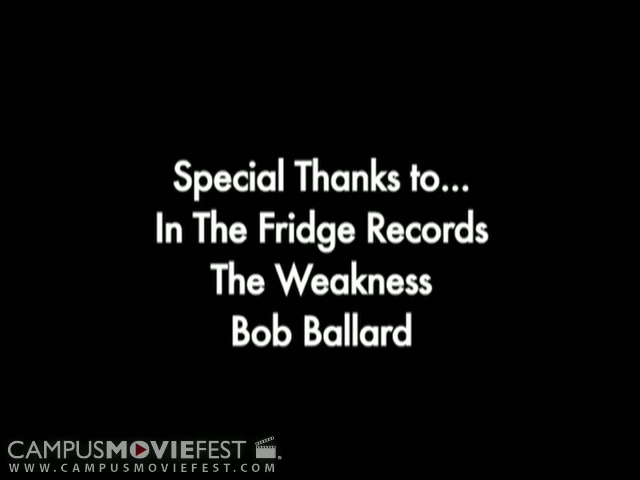 Special Thanks to...
In The Fridge Records
The Weakness
Bob Ballard
CAMPUSMOVIEFEST
WWW.CAMPUSMOVIEFEST.COM